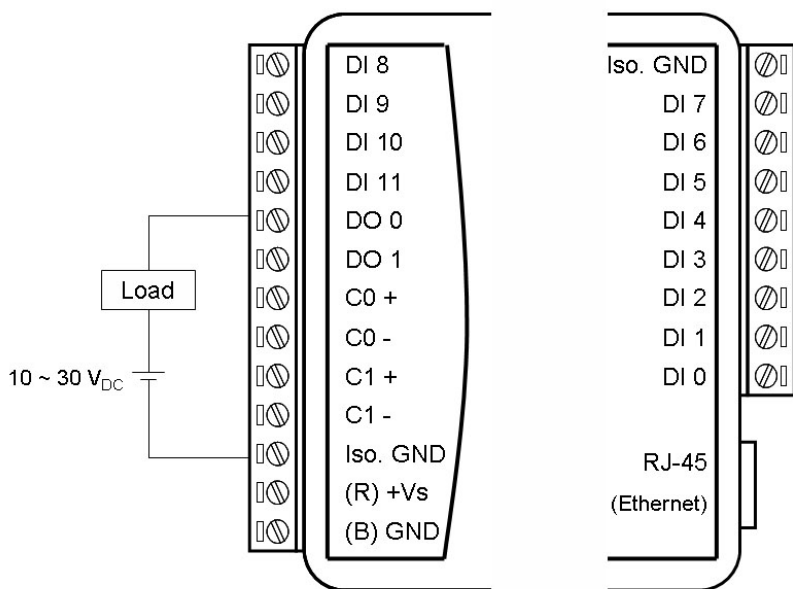 DI 8
DI 9
DI 10
DI 11
DO 0
DO 1
C0 +
C0 -
C1 +
C1 -
Iso. GND
(R) +Vs
(B) GND
Load
10 ~ 30 VDC
Iso. GND
DI 7
DI 6
DI 5
DI 4
DI 3
DI 2
DI 1
DI 0
RJ-45
(Ethernet)